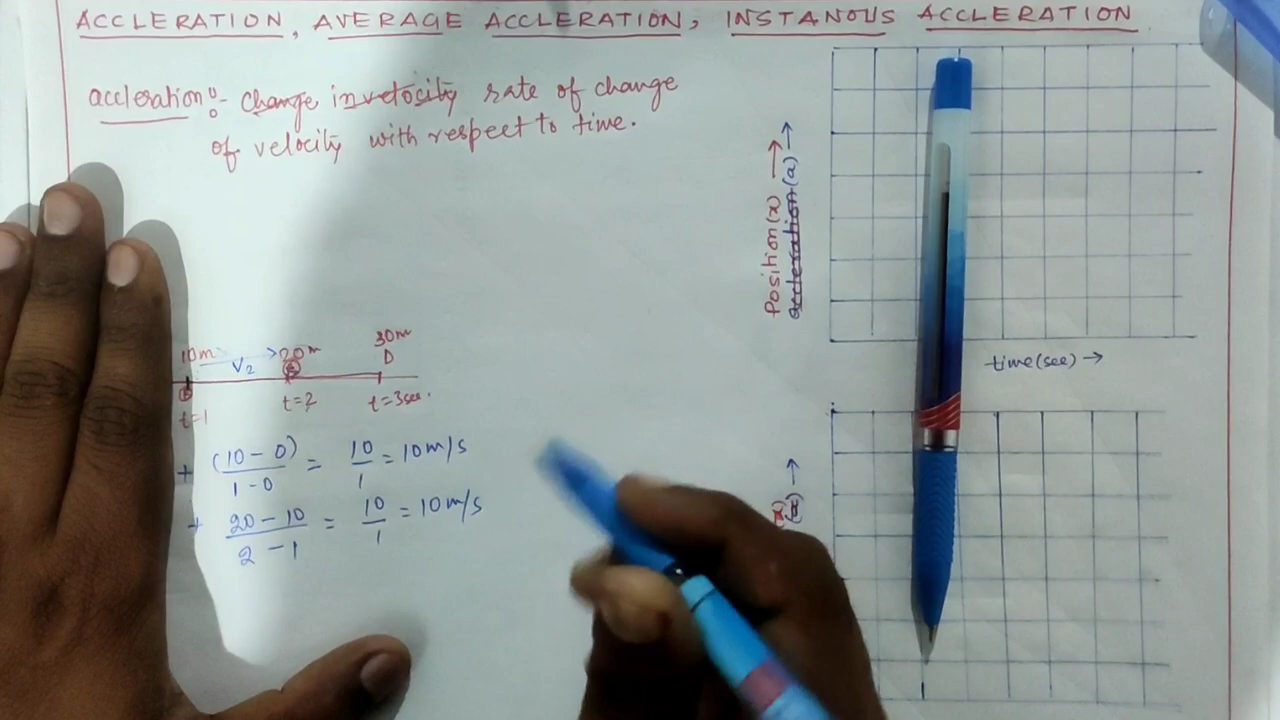 ACCLERATION, AVERAGE ACCLERATION, INSTANOUS ACCLERATION
accleration:- change in velocity rate of change
of velocity with respect to time.
10m V2 20m 30m
D
t=1 t=2 t=3sec.
+ (10-0)/1-0 = 10/1 = 10m/s
+ 20-10/2-1 = 10/1 = 10m/s
Position(x) →
accleration(a) →
time(sec) →
(x) →